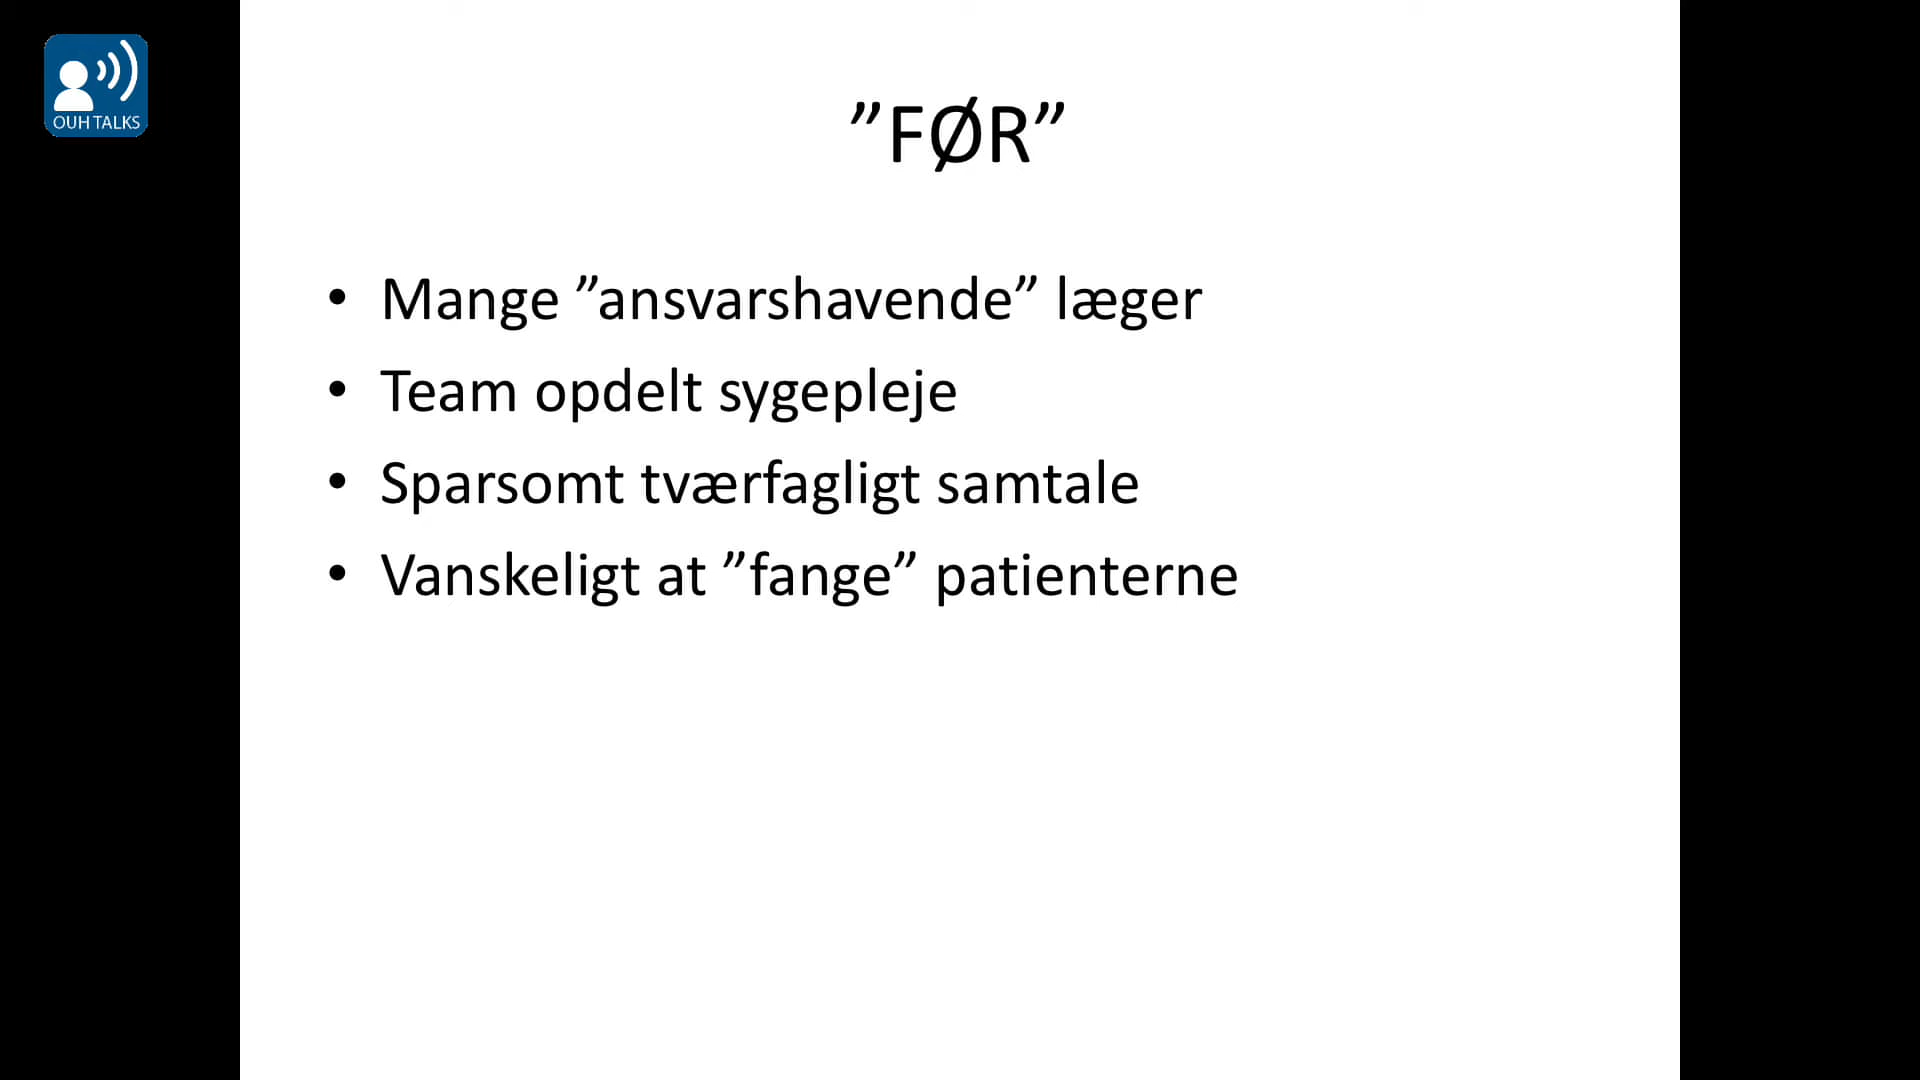 OUH TALKS
”FØR”
• Mange ”ansvarshavende” læger
• Team opdelt sygepleje
• Sparsomt tværfagligt samtale
• Vanskeligt at ”fange” patienterne